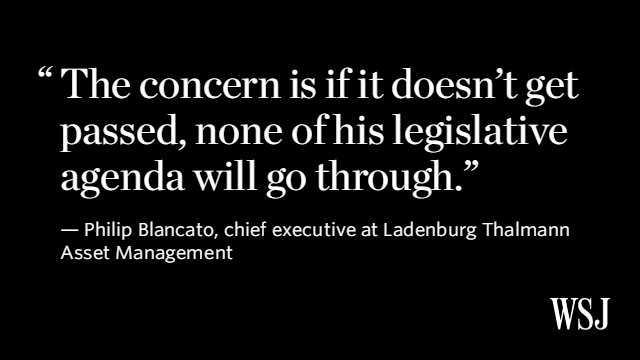 “ The concern is if it doesn’t get
passed, none of his legislative
agenda will go through.”
— Philip Blancato, chief executive at Ladenburg Thalmann
Asset Management
WSJ